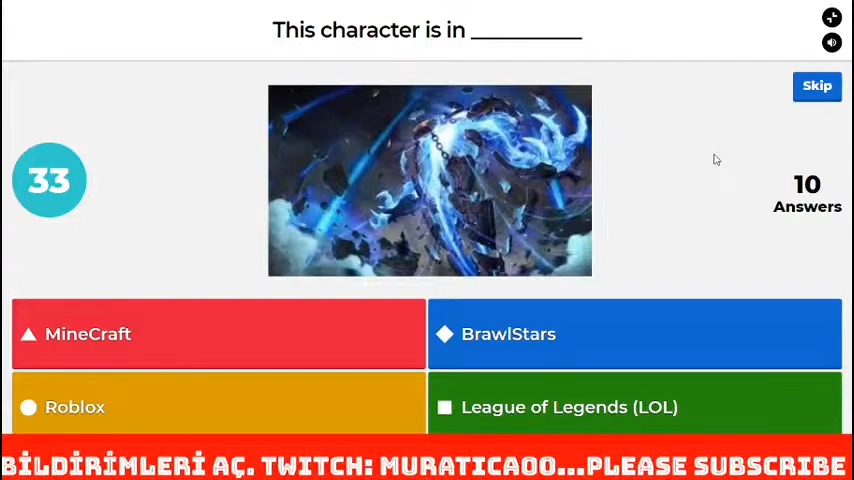 This character is in __________
Skip
33
10
Answers
MineCraft
BrawlStars
Roblox
League of Legends (LOL)
BİLDİRİMLERİ AÇ. TWITCH: MURATICA00...PLEASE SUBSCRIBE